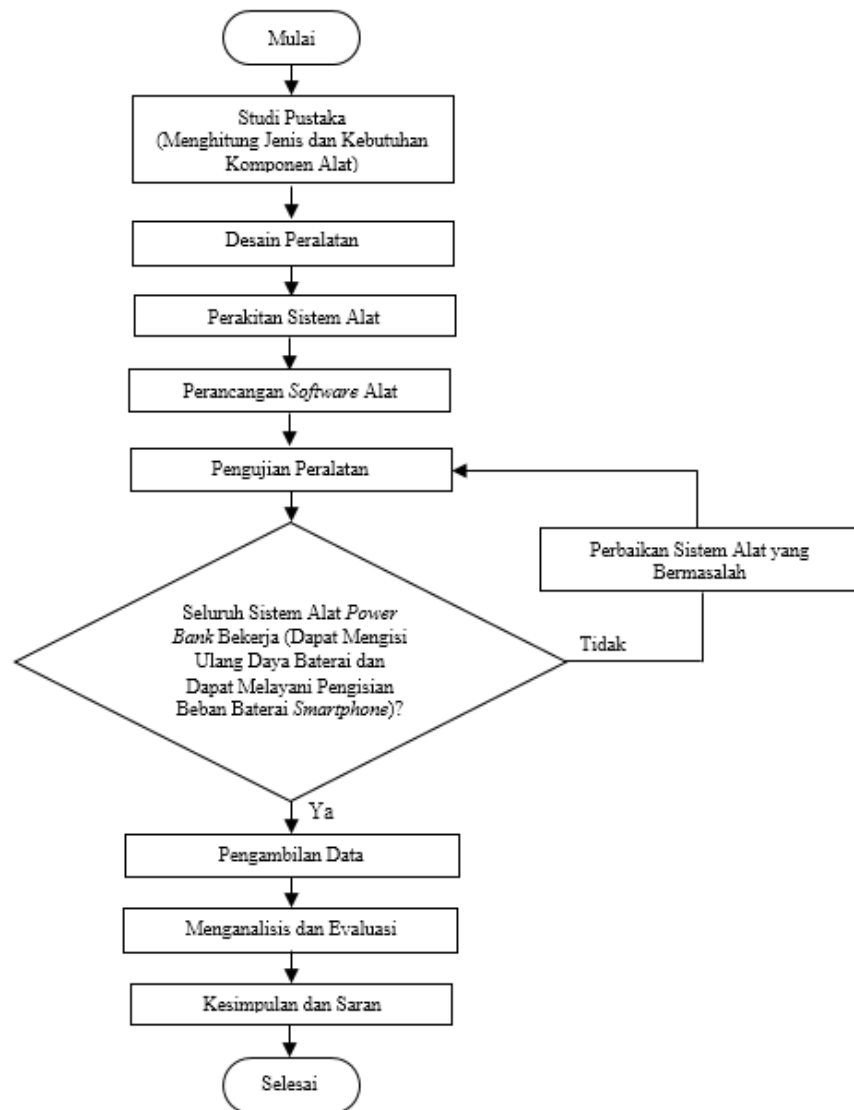 Mulai
Studi Pustaka
(Menghitung Jenis dan Kebutuhan
Komponen Alat)
Desain Peralatan
Perakitan Sistem Alat
Perancangan Software Alat
Pengujian Peralatan
Perbaikan Sistem Alat yang
Bermasalah
Seluruh Sistem Alat Power
Bank Bekerja (Dapat Mengisi
Ulang Daya Baterai dan
Dapat Melayani Pengisian
Beban Baterai Smartphone)?
Tidak
Ya
Pengambilan Data
Menganalisis dan Evaluasi
Kesimpulan dan Saran
Selesai